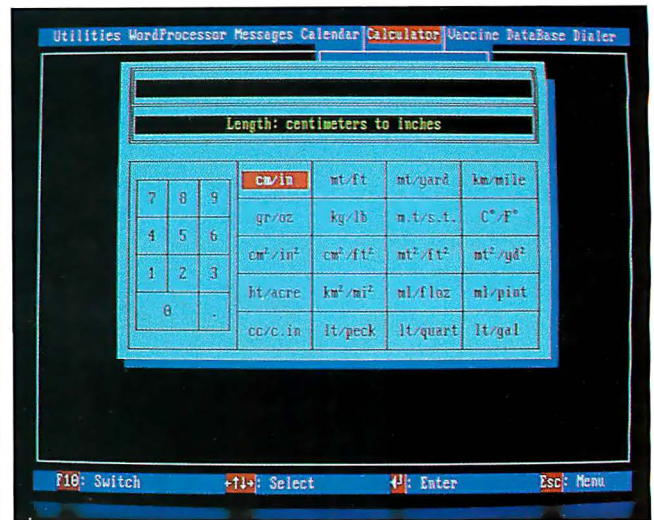 Utilities WordProcessor Messages Calendar Calculator Vaccine DataBase Dialer
Length: centimeters to inches
7 8 9
4 5 6
1 2 3
0 .
cm/in mt/ft mt/yard km/mile
gr/oz kg/lb m.t/s.t. C°/F°
cm²/in² cm²/ft² mt²/ft² mt²/yd²
ht/acre km²/mi² ml/floz ml/pint
cc/c.in lt/peck lt/quart lt/gal
F10: Switch ←↑↓→: Select ↵: Enter Esc: Menu